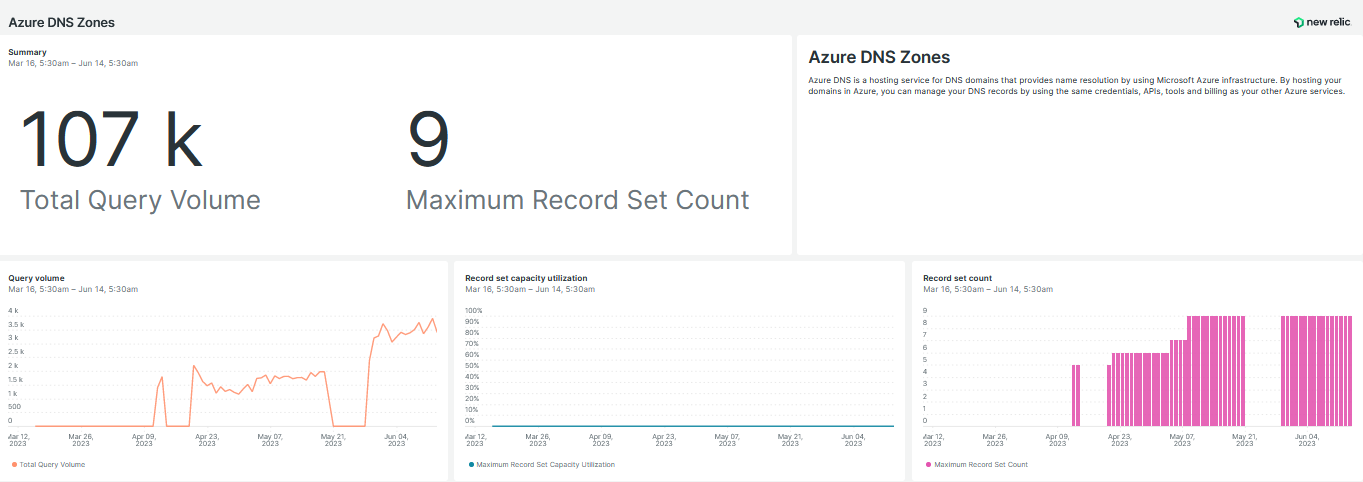 Azure DNS Zones
new relic
Summary
Mar 16, 5:30am – Jun 14, 5:30am
107 k
9
Total Query Volume
Maximum Record Set Count
Azure DNS Zones
Azure DNS is a hosting service for DNS domains that provides name resolution by using Microsoft Azure infrastructure. By hosting your
domains in Azure, you can manage your DNS records by using the same credentials, APIs, tools and billing as your other Azure services.
Query volume
Mar 16, 5:30am – Jun 14, 5:30am
4 k
3.5 k
3 k
2.5 k
2 k
1.5 k
1 k
500
0
Mar 12, 2023
Mar 26, 2023
Apr 09, 2023
Apr 23, 2023
May 07, 2023
May 21, 2023
Jun 04, 2023
Total Query Volume
Record set capacity utilization
Mar 16, 5:30am – Jun 14, 5:30am
100%
90%
80%
70%
60%
50%
40%
30%
20%
10%
0%
Mar 12, 2023
Mar 26, 2023
Apr 09, 2023
Apr 23, 2023
May 07, 2023
May 21, 2023
Jun 04, 2023
Maximum Record Set Capacity Utilization
Record set count
Mar 16, 5:30am – Jun 14, 5:30am
9
8
7
6
5
4
3
2
1
0
Mar 12, 2023
Mar 26, 2023
Apr 09, 2023
Apr 23, 2023
May 07, 2023
May 21, 2023
Jun 04, 2023
Maximum Record Set Count